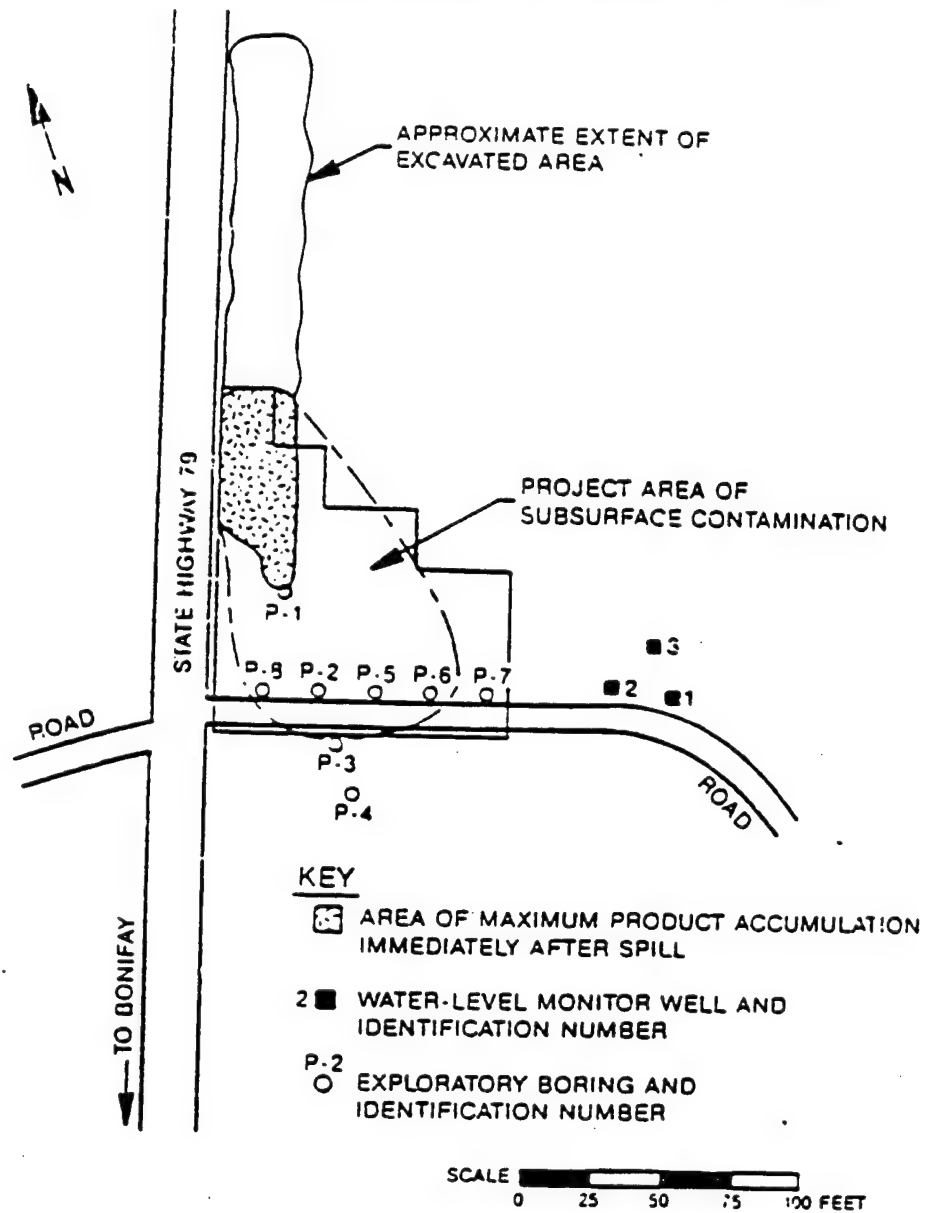 APPROXIMATE EXTENT OF
EXCAVATED AREA
N
PROJECT AREA OF
SUBSURFACE CONTAMINATION
STATE HIGHWAY 79
P-1
3
P-8 P-2 P-5 P-6 P-7
2
1
ROAD
P-3
ROAD
P-4
KEY
AREA OF MAXIMUM PRODUCT ACCUMULATION
IMMEDIATELY AFTER SPILL
TO BONIFAY
2 WATER-LEVEL MONITOR WELL AND
IDENTIFICATION NUMBER
P-2
EXPLORATORY BORING AND
IDENTIFICATION NUMBER
SCALE
0 25 50 75 100 FEET